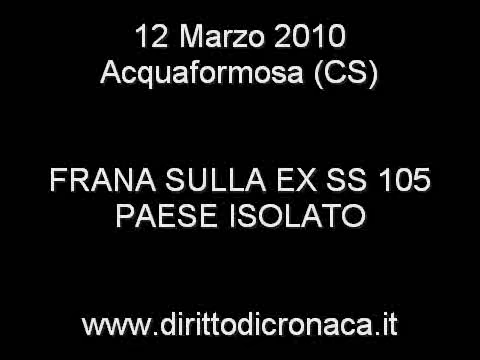 12 Marzo 2010
Acquaformosa (CS)
FRANA SULLA EX SS 105
PAESE ISOLATO
www.dirittodicronaca.it